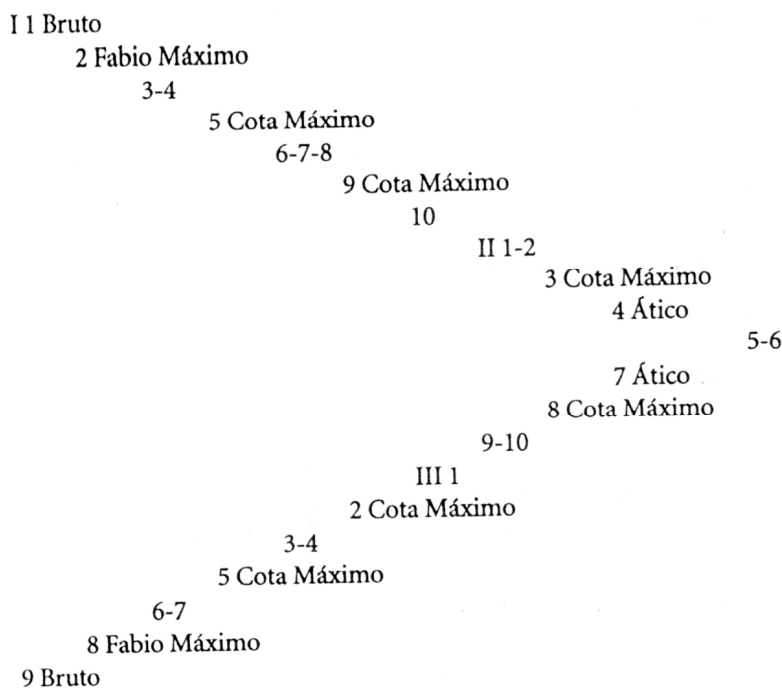 I 1 Bruto
2 Fabio Máximo
3-4
5 Cota Máximo
6-7-8
9 Cota Máximo
10
II 1-2
3 Cota Máximo
4 Ático
5-6
7 Ático
8 Cota Máximo
9-10
III 1
2 Cota Máximo
3-4
5 Cota Máximo
6-7
8 Fabio Máximo
9 Bruto